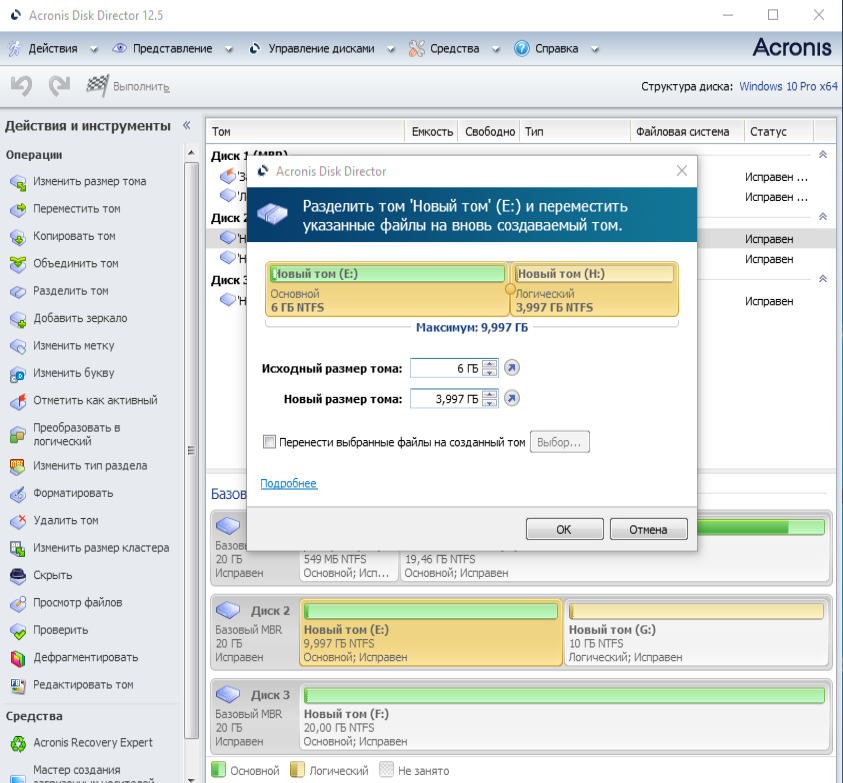 Acronis Disk Director 12.5
Действия Представление Управление дисками Средства Справка Acronis
Выполнить Структура диска: Windows 10 Pro x64
Действия и инструменты «
Операции
Изменить размер тома
Переместить том
Копировать том
Объединить том
Разделить том
Добавить зеркало
Изменить метку
Изменить букву
Отметить как активный
Преобразовать в
логический
Изменить тип раздела
Форматировать
Удалить том
Изменить размер кластера
Скрыть
Просмотр файлов
Проверить
Дефрагментировать
Редактировать том
Средства
Acronis Recovery Expert
Мастер создания
загрузочных носителей
Том Емкость Свободно Тип Файловая система Статус
Диск 1 (MBR)
Исправен ...
Исправен ...
Диск 2
Исправен
Исправен
Диск 3
Исправен
Acronis Disk Director
Разделить том 'Новый том' (E:) и переместить
указанные файлы на вновь создаваемый том.
Новый том (E:) Новый том (H:)
Основной Логический
6 ГБ NTFS 3,997 ГБ NTFS
Максимум: 9,997 ГБ
Исходный размер тома: 6 ГБ
Новый размер тома: 3,997 ГБ
Перенести выбранные файлы на созданный том Выбор...
Подробнее
OK Отмена
Базов
Базовы
20 ГБ 549 МБ NTFS 19,46 ГБ NTFS
Исправен Основной; Исп... Основной; Исправен
Диск 2
Базовый MBR Новый том (E:) Новый том (G:)
20 ГБ 9,997 ГБ NTFS 10 ГБ NTFS
Исправен Основной; Исправен Логический; Исправен
Диск 3
Базовый MBR Новый том (F:)
20 ГБ 20,00 ГБ NTFS
Исправен Основной; Исправен
Основной Логический Не занято